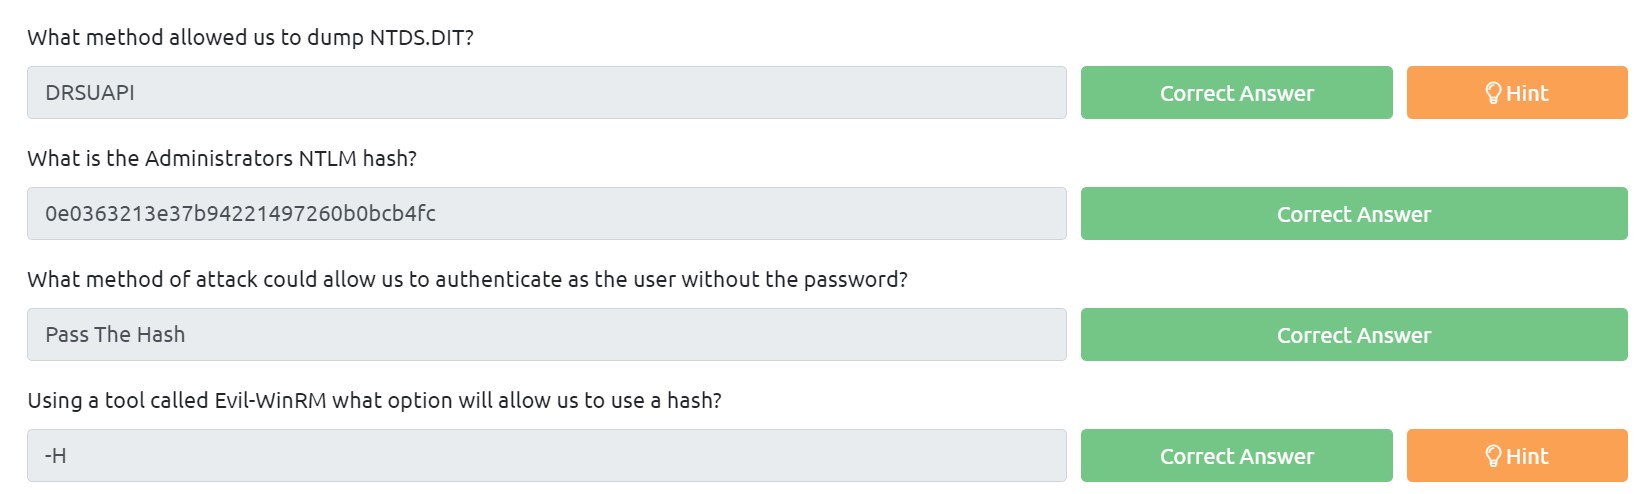 What method allowed us to dump NTDS.DIT?
DRSUAPI Correct Answer Hint
What is the Administrators NTLM hash?
0e0363213e37b94221497260b0bcb4fc Correct Answer
What method of attack could allow us to authenticate as the user without the password?
Pass The Hash Correct Answer
Using a tool called Evil-WinRM what option will allow us to use a hash?
-H Correct Answer Hint